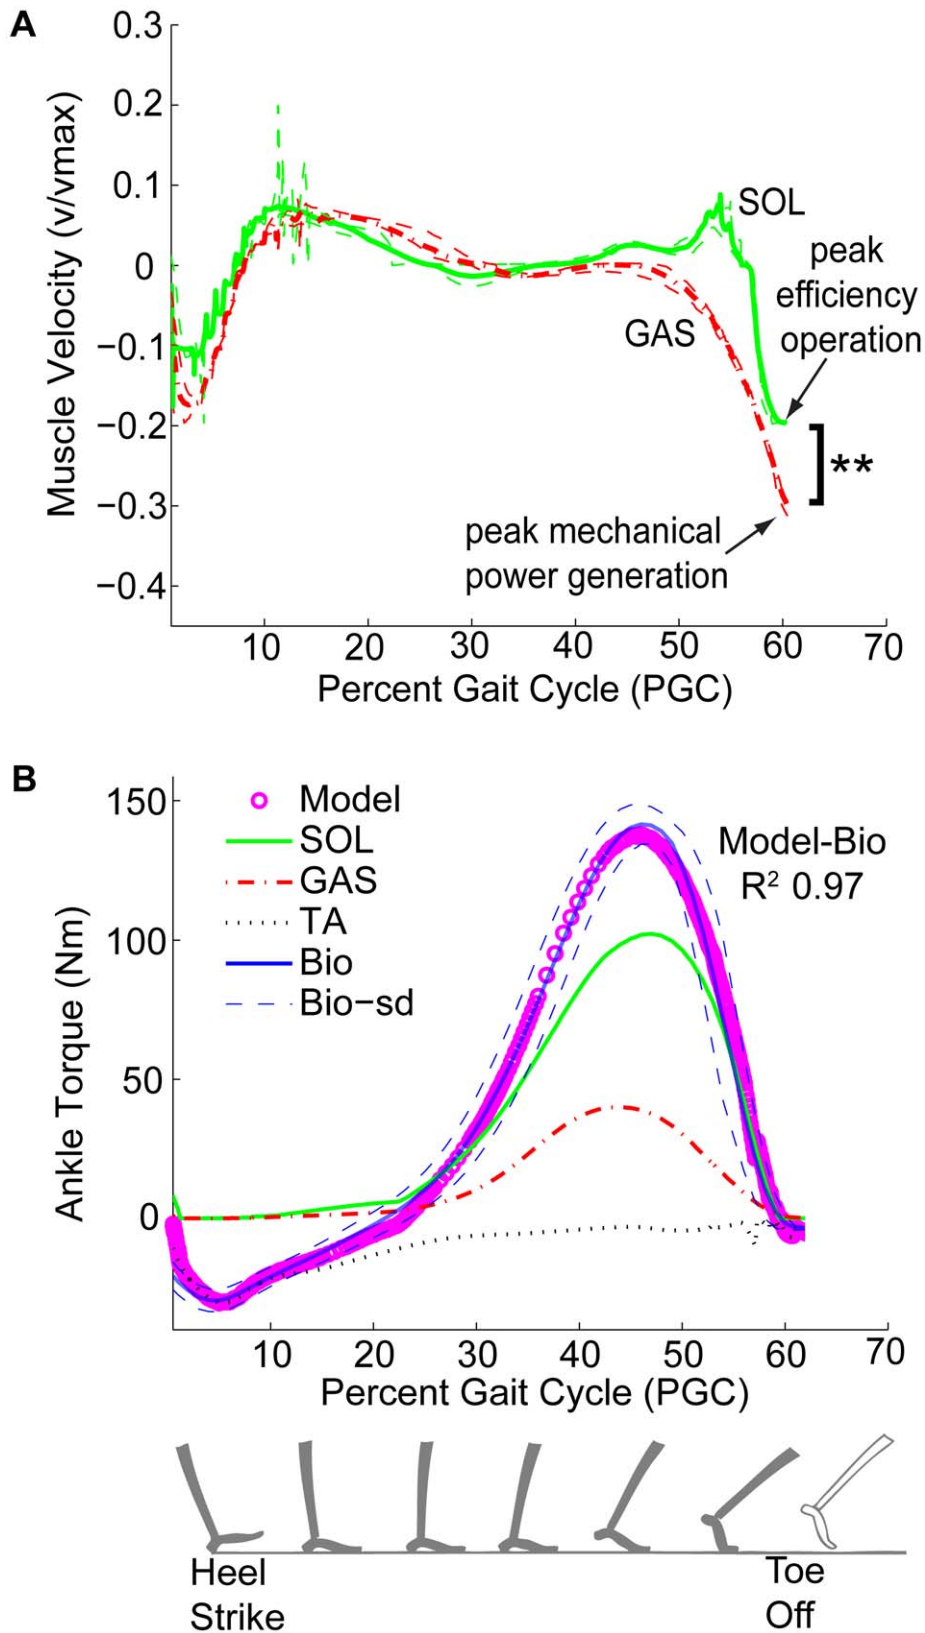 A
0.3
0.2
0.1
0
−0.1
−0.2
−0.3
−0.4
Muscle Velocity (v/vmax)
SOL
peak
efficiency
operation
GAS
**
peak mechanical
power generation
10 20 30 40 50 60 70
Percent Gait Cycle (PGC)
B
150
100
50
0
Ankle Torque (Nm)
Model
SOL
GAS
TA
Bio
Bio−sd
Model-Bio
R² 0.97
10 20 30 40 50 60 70
Percent Gait Cycle (PGC)
Heel
Strike
Toe
Off